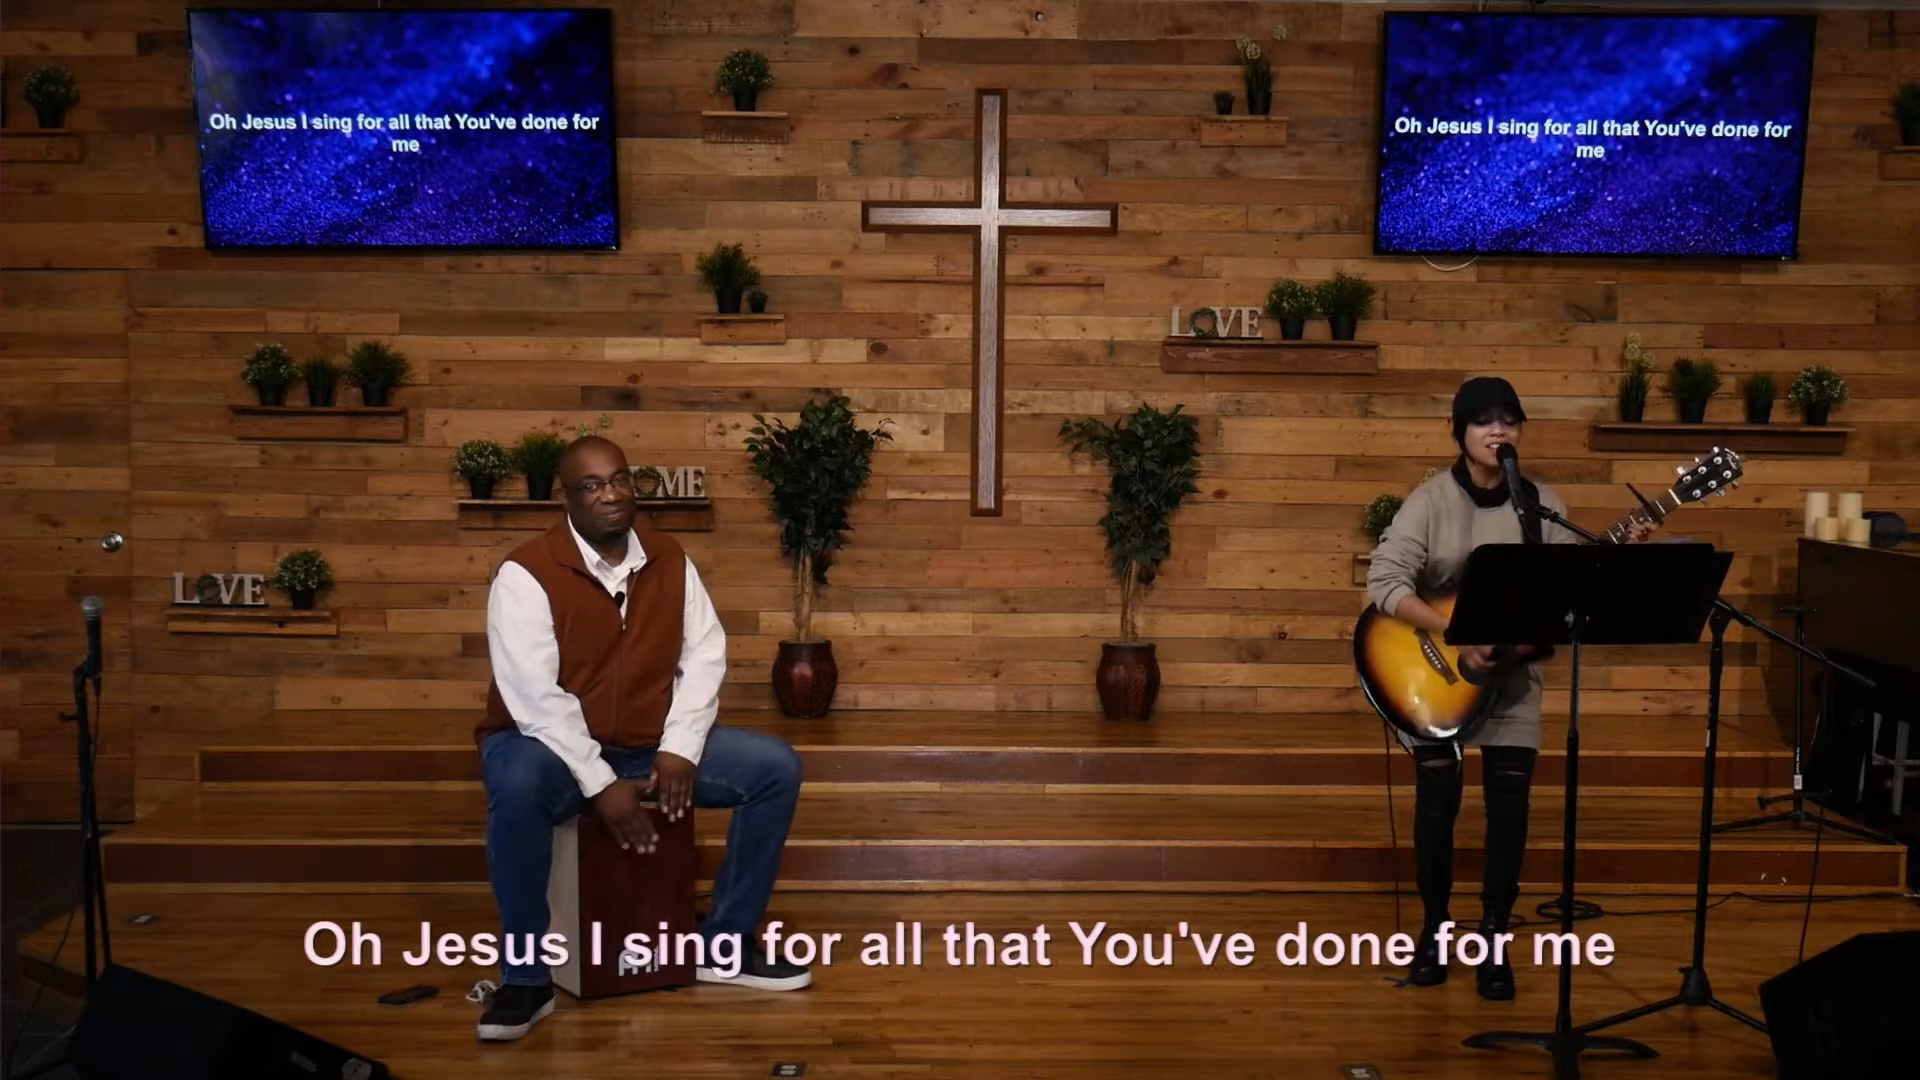 Oh Jesus I sing for all that You've done for
me
Oh Jesus I sing for all that You've done for
me
LOVE
OME
LOVE
Oh Jesus I sing for all that You've done for me